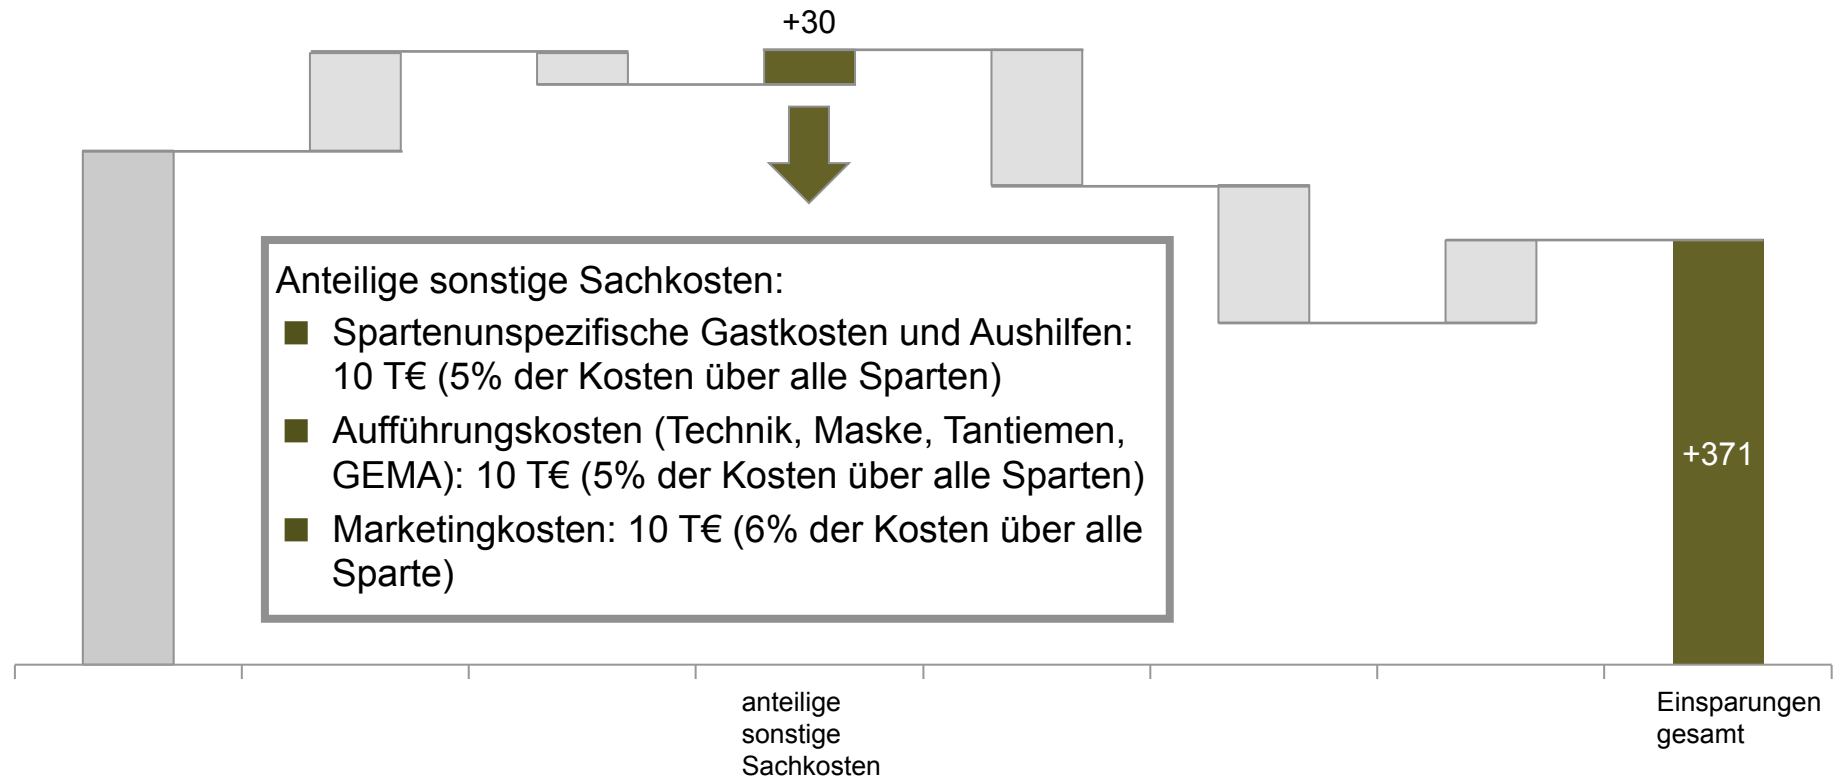 +30
Anteilige sonstige Sachkosten:
Spartenunspezifische Gastkosten und Aushilfen:
10 T€ (5% der Kosten über alle Sparten)
Aufführungskosten (Technik, Maske, Tantiemen,
GEMA): 10 T€ (5% der Kosten über alle Sparten)
Marketingkosten: 10 T€ (6% der Kosten über alle
Sparte)
+371
anteilige
sonstige
Sachkosten
Einsparungen
gesamt